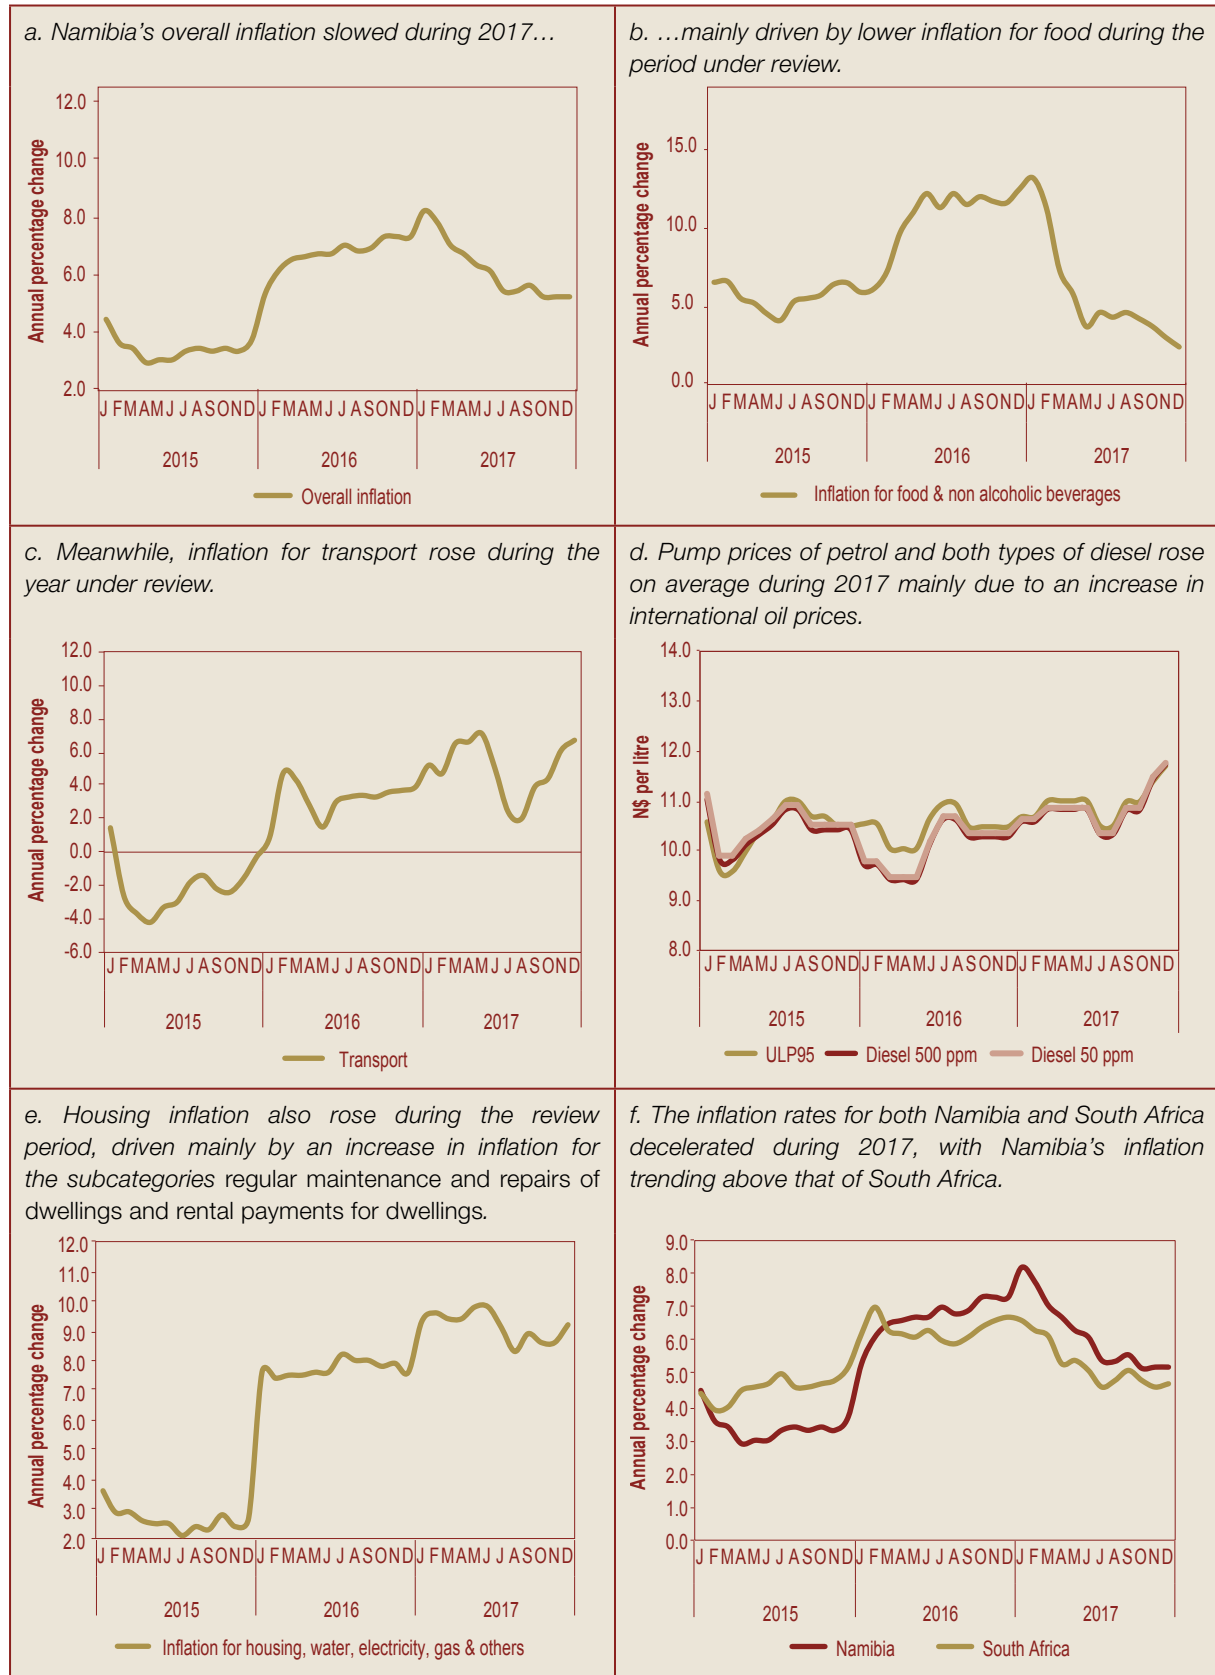 a. Namibia's overall inflation slowed during 2017…
12.0
10.0
8.0
6.0
4.0
2.0
Annual percentage change
J F M A M J J A S O N D J F M A M J J A S O N D J F M A M J J A S O N D
2015 2016 2017
Overall inflation
b. …mainly driven by lower inflation for food during the
period under review.
15.0
10.0
5.0
0.0
Annual percentage change
J F M A M J J A S O N D J F M A M J J A S O N D J F M A M J J A S O N D
2015 2016 2017
Inflation for food & non alcoholic beverages
c. Meanwhile, inflation for transport rose during the
year under review.
12.0
10.0
8.0
6.0
4.0
2.0
0.0
-2.0
-4.0
-6.0
Annual percentage change
J F M A M J J A S O N D J F M A M J J A S O N D J F M A M J J A S O N D
2015 2016 2017
Transport
d. Pump prices of petrol and both types of diesel rose
on average during 2017 mainly due to an increase in
international oil prices.
14.0
13.0
12.0
11.0
10.0
9.0
8.0
N$ per litre
J F M A M J J A S O N D J F M A M J J A S O N D J F M A M J J A S O N D
2015 2016 2017
ULP95 Diesel 500 ppm Diesel 50 ppm
e. Housing inflation also rose during the review
period, driven mainly by an increase in inflation for
the subcategories regular maintenance and repairs of
dwellings and rental payments for dwellings.
12.0
11.0
10.0
9.0
8.0
7.0
6.0
5.0
4.0
3.0
2.0
Annual percentage change
J F M A M J J A S O N D J F M A M J J A S O N D J F M A M J J A S O N D
2015 2016 2017
Inflation for housing, water, electricity, gas & others
f. The inflation rates for both Namibia and South Africa
decelerated during 2017, with Namibia's inflation
trending above that of South Africa.
9.0
8.0
7.0
6.0
5.0
4.0
3.0
2.0
1.0
0.0
Annual percentage change
J F M A M J J A S O N D J F M A M J J A S O N D J F M A M J J A S O N D
2015 2016 2017
Namibia South Africa